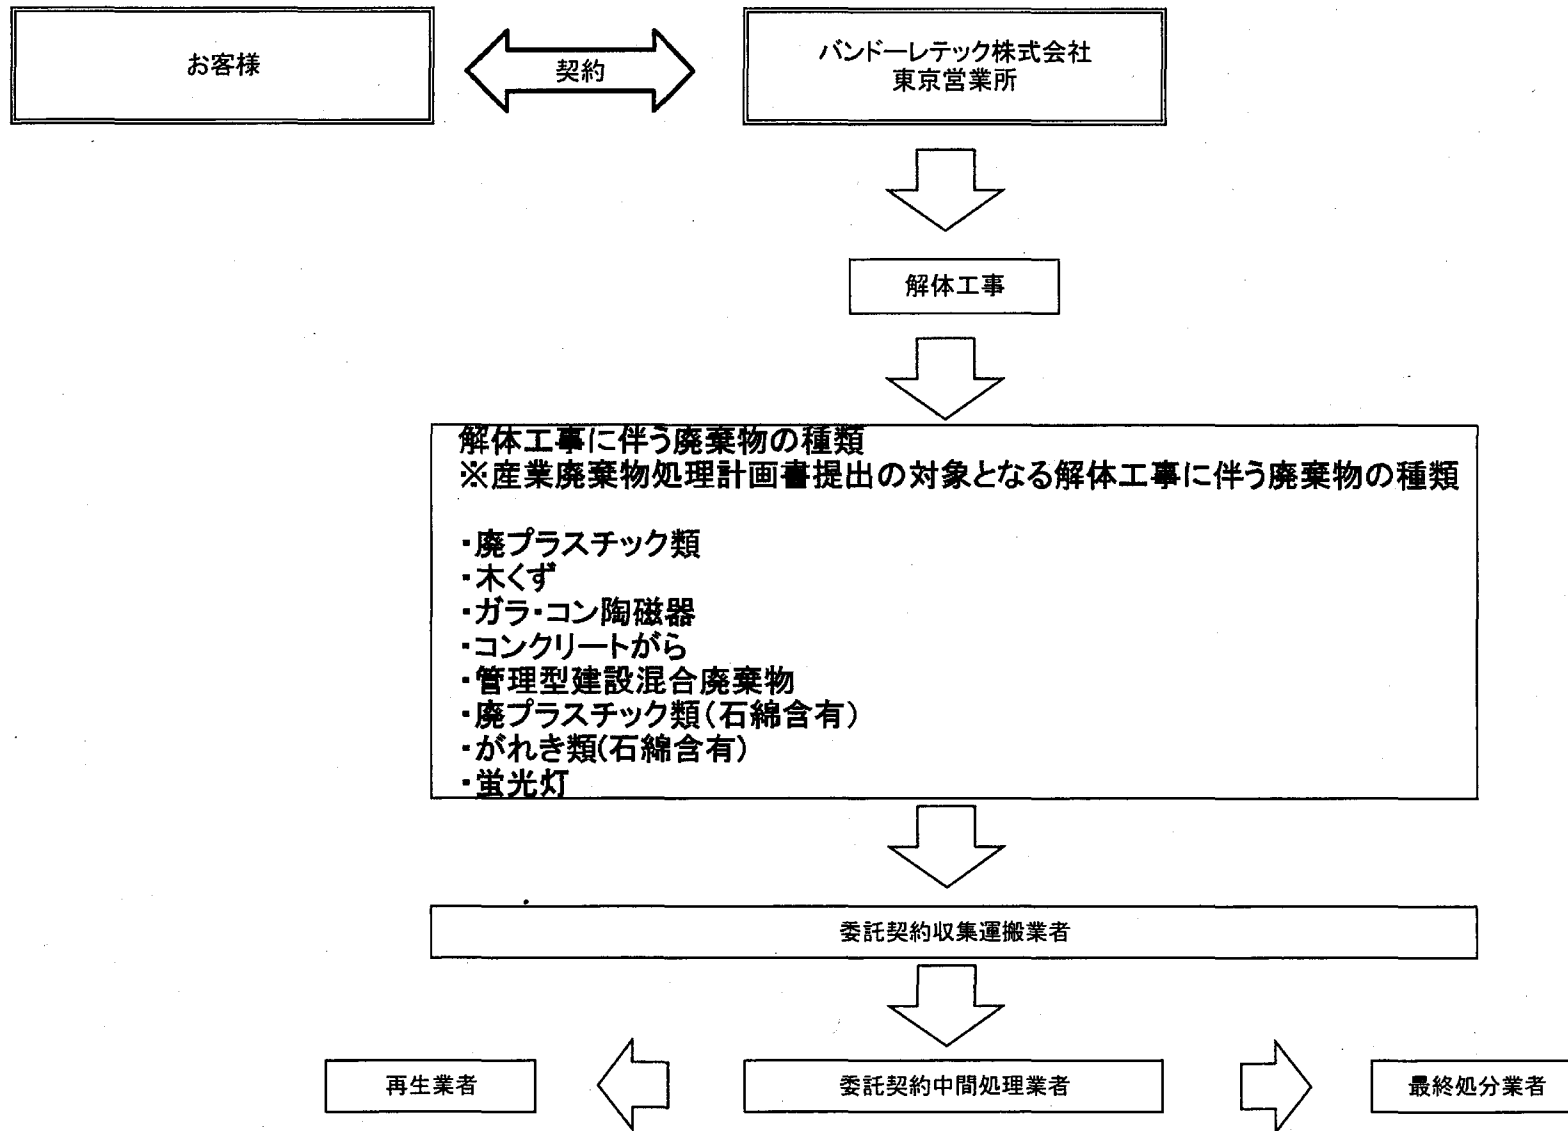 お客様
契約
バンドーレテック株式会社
東京営業所
解体工事
解体工事に伴う廃棄物の種類
※産業廃棄物処理計画書提出の対象となる解体工事に伴う廃棄物の種類
・廃プラスチック類
・木くず
・ガラ・コン陶磁器
・コンクリートがら
・管理型建設混合廃棄物
・廃プラスチック類（石綿含有）
・がれき類(石綿含有）
・蛍光灯
委託契約収集運搬業者
再生業者
委託契約中間処理業者
最終処分業者